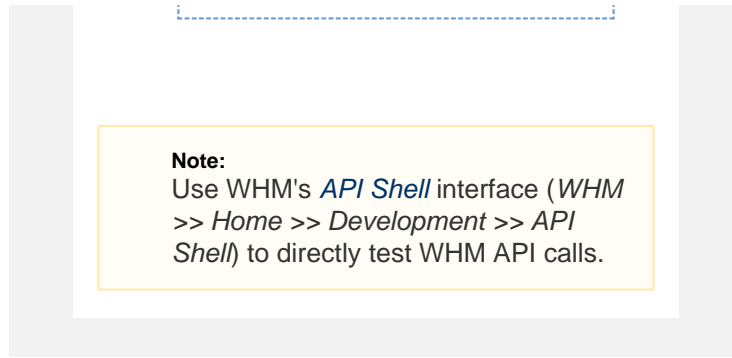 Note:
Use WHM's API Shell interface (WHM
>> Home >> Development >> API
Shell) to directly test WHM API calls.